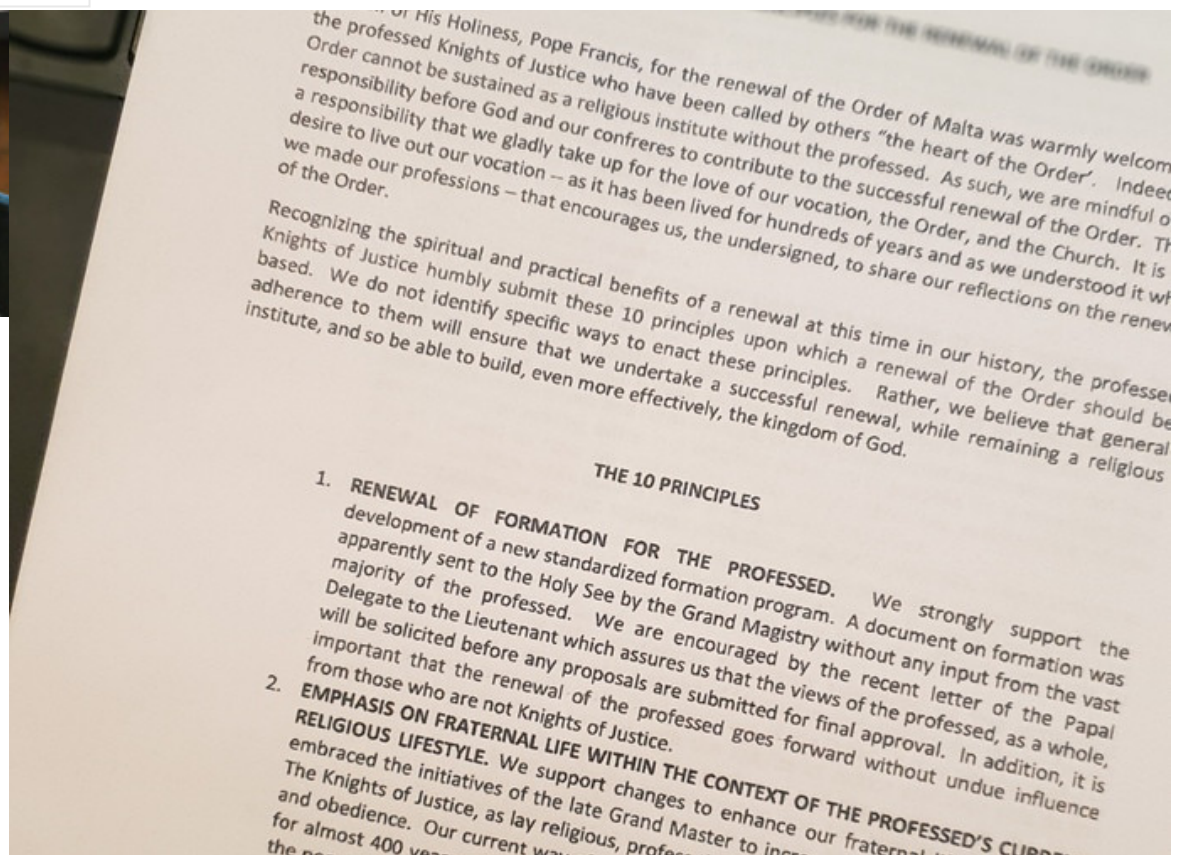 FOR THE RENEWAL OF THE ORDER
of His Holiness, Pope Francis, for the renewal of the Order of Malta was warmly welcom
the professed Knights of Justice who have been called by others "the heart of the Order'. Indeed
Order cannot be sustained as a religious institute without the professed. As such, we are mindful o
responsibility before God and our confreres to contribute to the successful renewal of the Order. Th
a responsibility that we gladly take up for the love of our vocation, the Order, and the Church. It is
desire to live out our vocation – as it has been lived for hundreds of years and as we understood it wh
we made our professions – that encourages us, the undersigned, to share our reflections on the renew
of the Order.
Recognizing the spiritual and practical benefits of a renewal at this time in our history, the professe
Knights of Justice humbly submit these 10 principles upon which a renewal of the Order should be
based. We do not identify specific ways to enact these principles. Rather, we believe that general
adherence to them will ensure that we undertake a successful renewal, while remaining a religious
institute, and so be able to build, even more effectively, the kingdom of God.
THE 10 PRINCIPLES
1. RENEWAL OF FORMATION FOR THE PROFESSED. We strongly support the
development of a new standardized formation program. A document on formation was
apparently sent to the Holy See by the Grand Magistry without any input from the vast
majority of the professed. We are encouraged by the recent letter of the Papal
Delegate to the Lieutenant which assures us that the views of the professed, as a whole,
will be solicited before any proposals are submitted for final approval. In addition, it is
important that the renewal of the professed goes forward without undue influence
from those who are not Knights of Justice.
2. EMPHASIS ON FRATERNAL LIFE WITHIN THE CONTEXT OF THE PROFESSED'S CURRE
RELIGIOUS LIFESTYLE. We support changes to enhance our fraternal
embraced the initiatives of the late Grand Master to incr
The Knights of Justice, as lay religious, profes
and obedience. Our current wa
for almost 400 yea
the